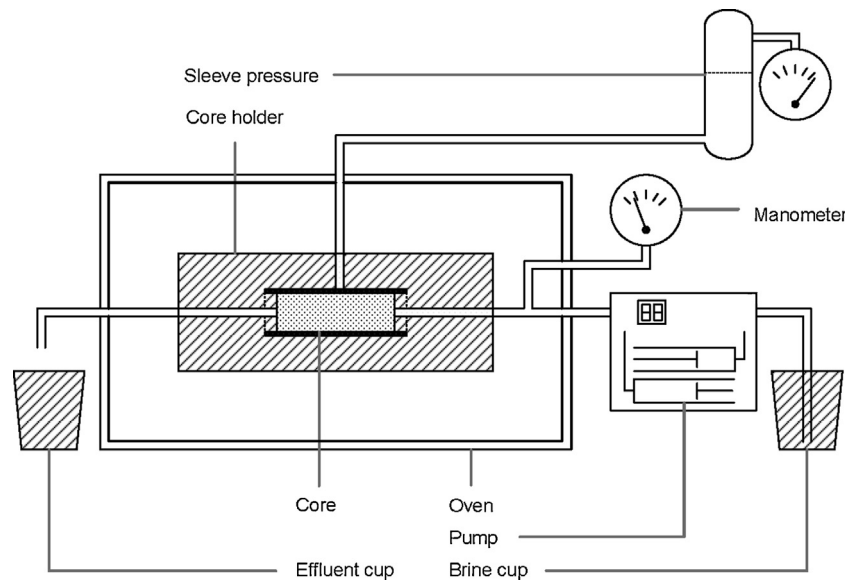 Sleeve pressure
Core holder
Manometer
Core
Oven
Pump
Effluent cup
Brine cup